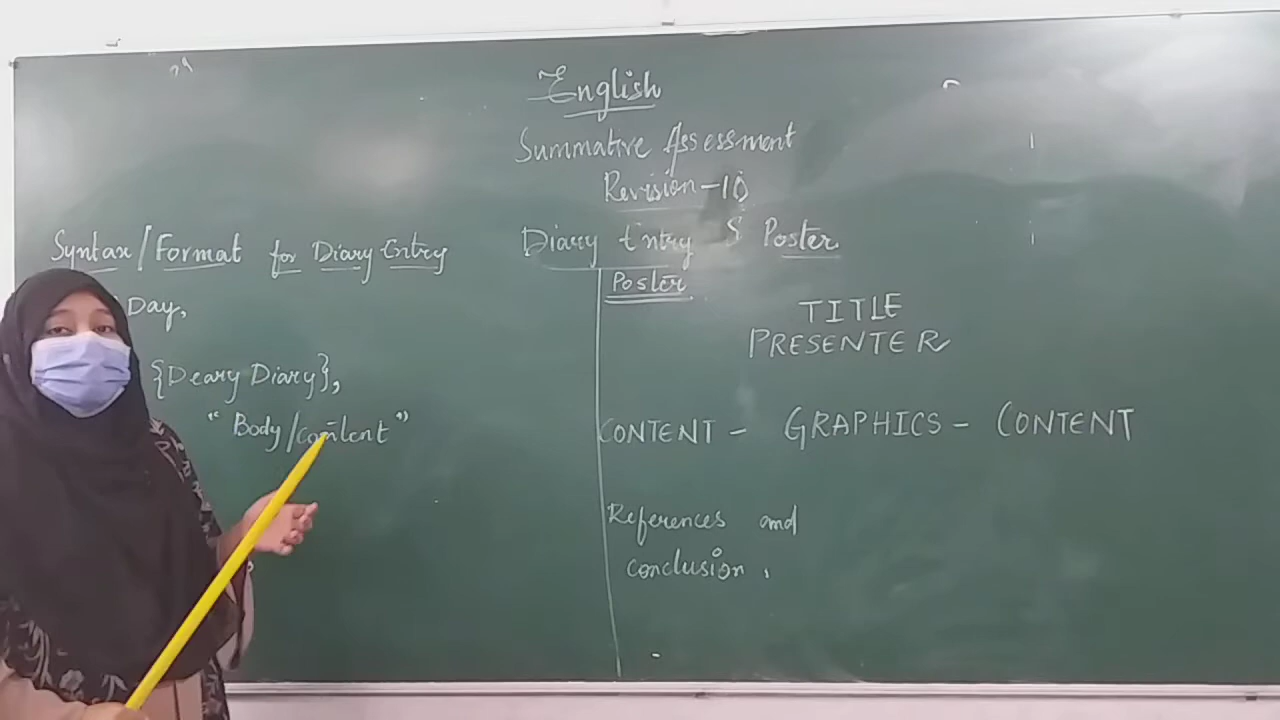 English
Summative Assessment
Revision-10
Diary Entry & Poster
Syntax/Format for Diary Entry
Day,
{Deary Diary},
"Body/content"
Poster
TITLE
PRESENTER
CONTENT - GRAPHICS - CONTENT
References and
conclusion.